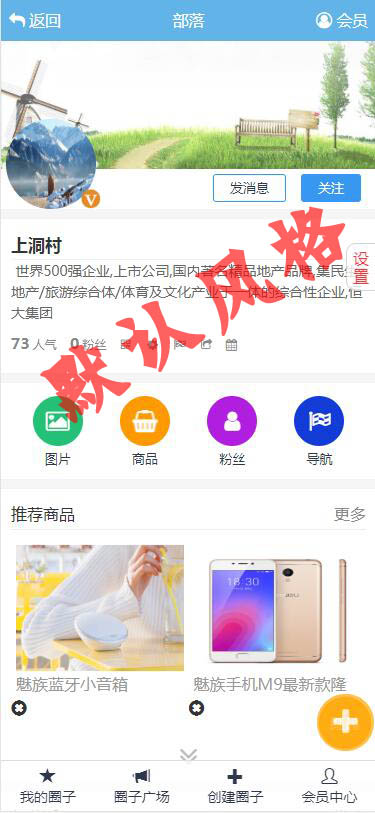 返回 部落 会员
V
发消息 关注
上洞村
世界500强企业,上市公司,国内著名精品地产品牌,集民生
地产/旅游综合体/体育及文化产业于一体的综合性企业,恒
大集团
设
置
默认风格
73人气 0粉丝
图片 商品 粉丝 导航
推荐商品 更多
18:30
MEIZU
魅族蓝牙小音箱 魅族手机M9最新款隆
我的圈子 圈子广场 创建圈子 会员中心